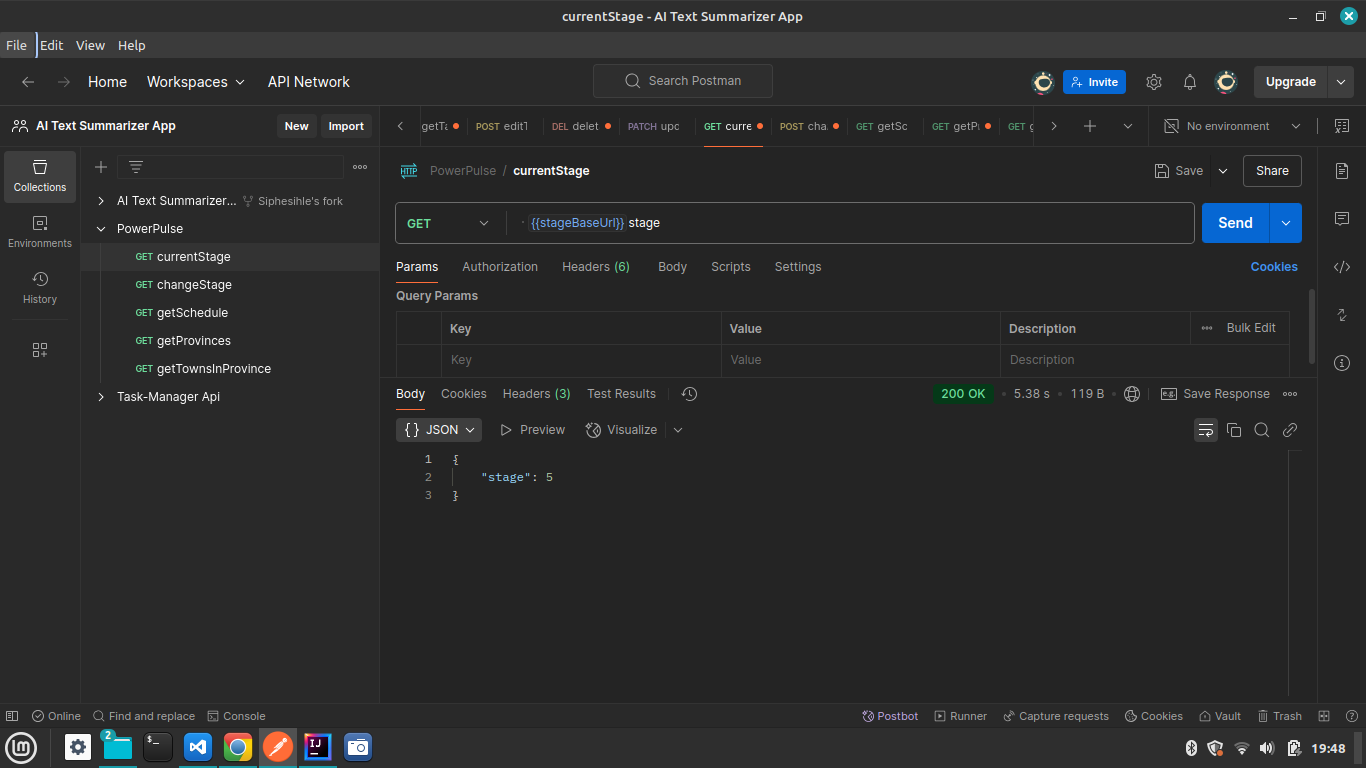 currentStage - AI Text Summarizer App
File Edit View Help
Home Workspaces API Network Search Postman Invite Upgrade
AI Text Summarizer App New Import
getTa POST editT DEL delet PATCH upc GET curre POST cha. GET getSc GET getP GET No environment
Collections
Environments
History
AI Text Summarizer... Siphesihle's fork
PowerPulse
GET currentStage
GET changeStage
GET getSchedule
GET getProvinces
GET getTownsInProvince
Task-Manager Api
HTTP PowerPulse / currentStage Save Share
GET {{stageBaseUrl}} stage Send
Params Authorization Headers (6) Body Scripts Settings Cookies
Query Params
Key Value Description Bulk Edit
Key Value Description
Body Cookies Headers (3) Test Results 200 OK 5.38 s 119 B e.g. Save Response
{} JSON Preview Visualize
1 {
2 "stage": 5
3 }
Online Find and replace Console Postbot Runner Capture requests Cookies Vault Trash
2 $_ IJ 19:48